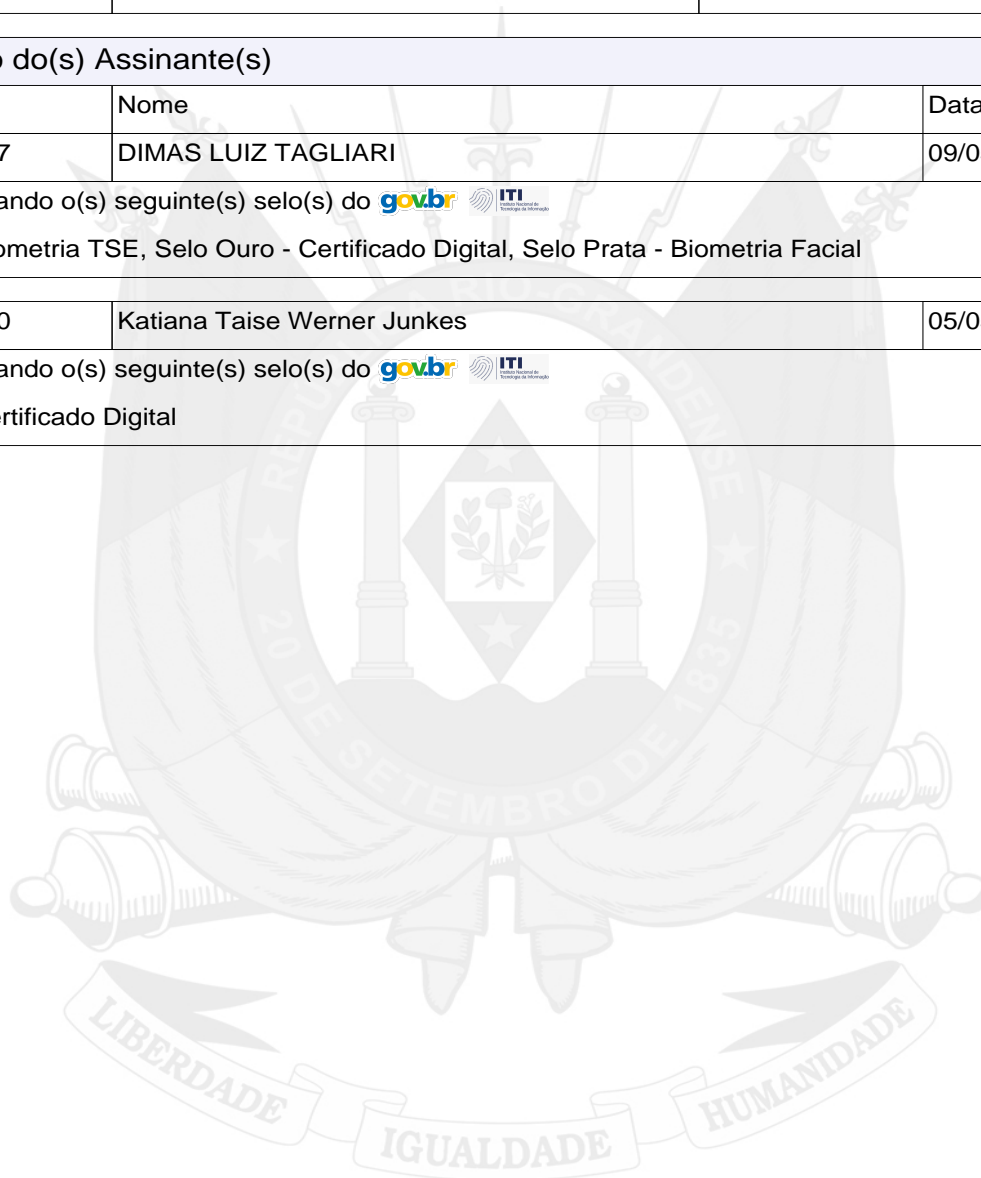 o do(s) Assinante(s)
Nome Data
7 DIMAS LUIZ TAGLIARI 09/0
ando o(s) seguinte(s) selo(s) do gov.br ITI
ometria TSE, Selo Ouro - Certificado Digital, Selo Prata - Biometria Facial
0 Katiana Taise Werner Junkes 05/0
ando o(s) seguinte(s) selo(s) do gov.br ITI
ertificado Digital
REPÚBLICA RIO-GRANDENSE
20 DE SETEMBRO DE 1835
LIBERDADE IGUALDADE HUMANIDADE